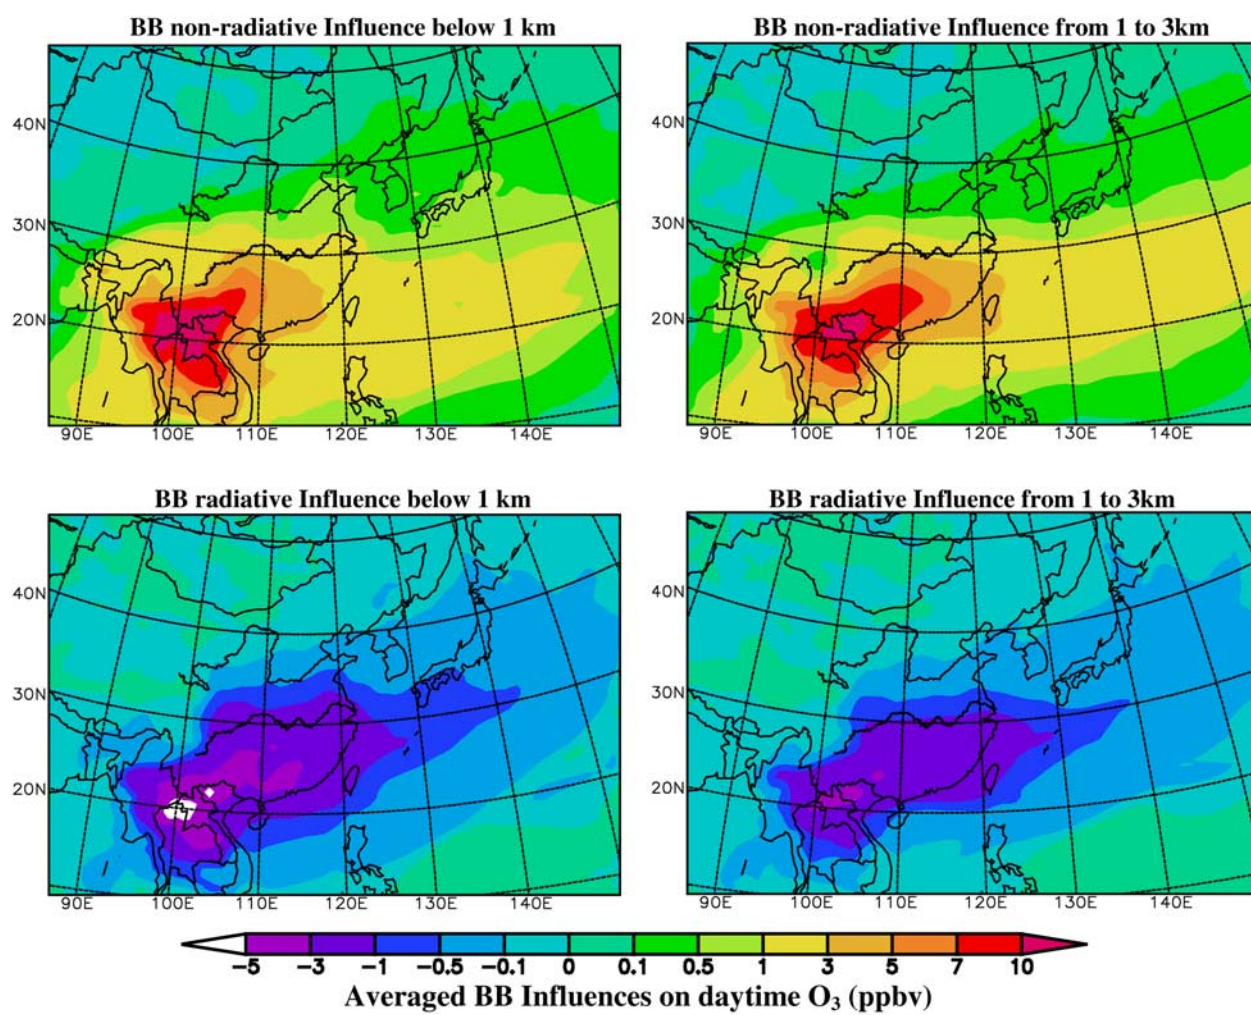 BB non-radiative Influence below 1 km
BB non-radiative Influence from 1 to 3km
40N
30N
20N
90E 100E 110E 120E 130E 140E
40N
30N
20N
90E 100E 110E 120E 130E 140E
BB radiative Influence below 1 km
BB radiative Influence from 1 to 3km
40N
30N
20N
90E 100E 110E 120E 130E 140E
40N
30N
20N
90E 100E 110E 120E 130E 140E
−5 −3 −1 −0.5 −0.1 0 0.1 0.5 1 3 5 7 10
Averaged BB Influences on daytime O₃ (ppbv)